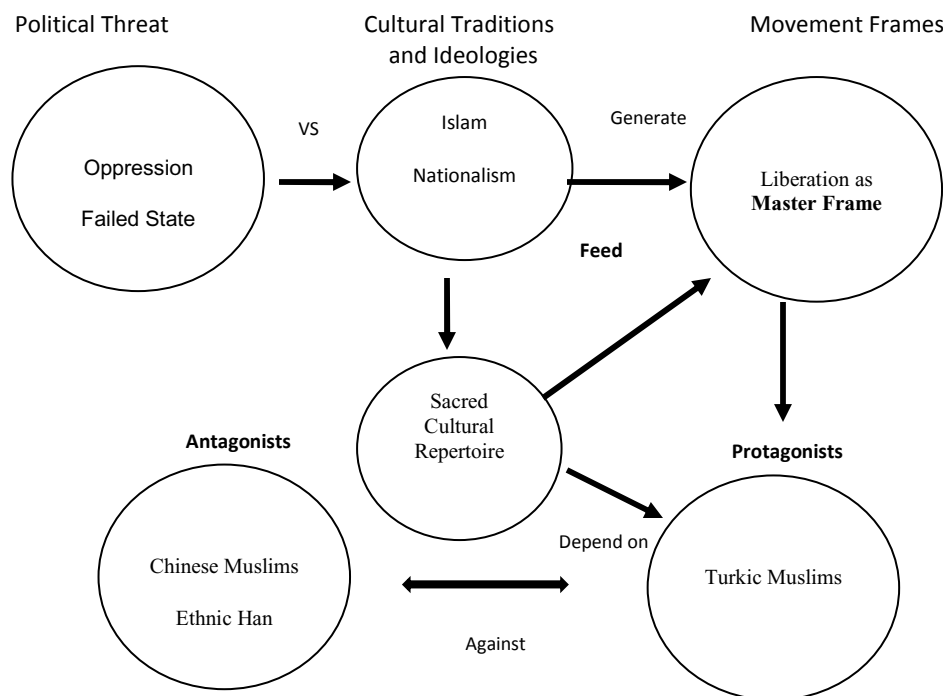 Political Threat
Cultural Traditions
and Ideologies
Movement Frames
Oppression
Failed State
VS
Islam
Nationalism
Generate
Liberation as
Master Frame
Feed
Sacred
Cultural
Repertoire
Antagonists
Protagonists
Chinese Muslims
Ethnic Han
Depend on
Against
Turkic Muslims